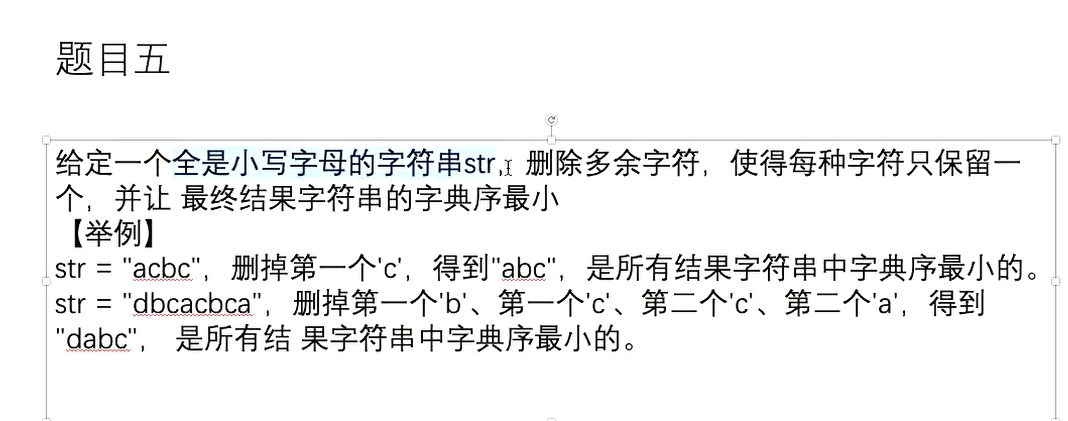 题目五
给定一个全是小写字母的字符串str,删除多余字符，使得每种字符只保留一
个，并让 最终结果字符串的字典序最小
【举例】
str = "acbc"，删掉第一个'c'，得到"abc"，是所有结果字符串中字典序最小的。
str = "dbcacbca"，删掉第一个'b'、第一个'c'、第二个'c'、第二个'a'，得到
"dabc"， 是所有结 果字符串中字典序最小的。